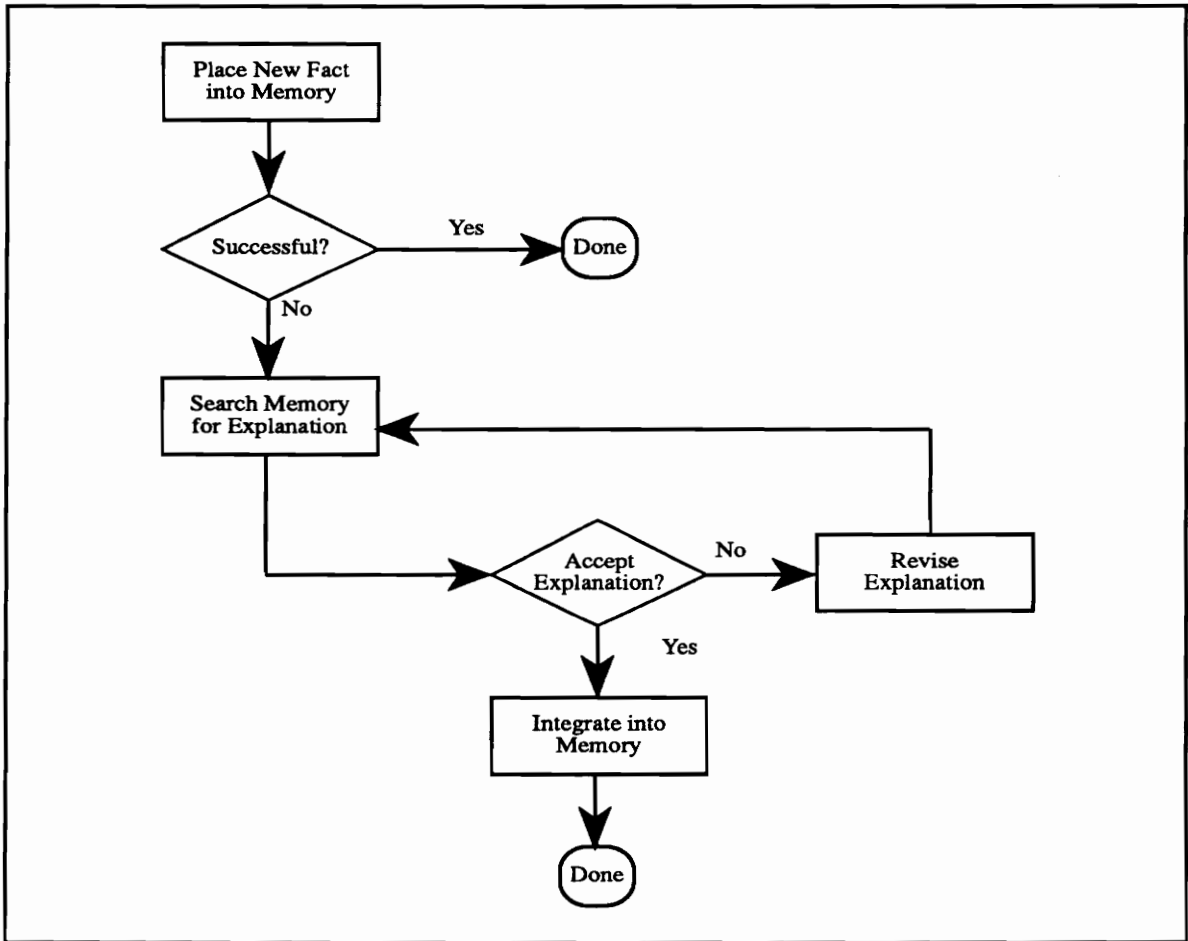 Place New Fact
into Memory
Successful?
Yes
Done
No
Search Memory
for Explanation
Accept
Explanation?
No
Revise
Explanation
Yes
Integrate into
Memory
Done